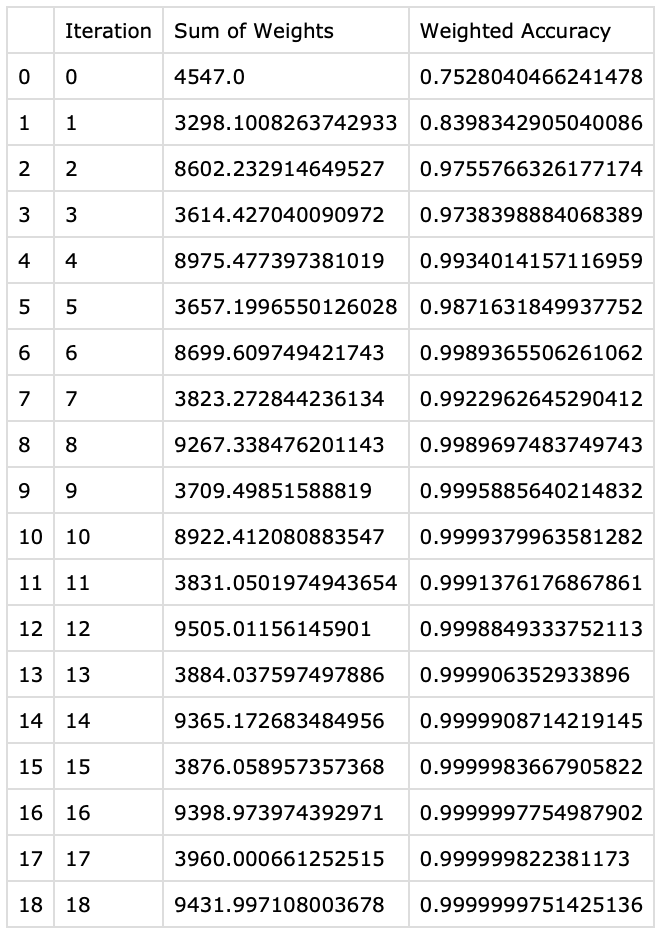 Iteration Sum of Weights Weighted Accuracy
0 0 4547.0 0.7528040466241478
1 1 3298.1008263742933 0.8398342905040086
2 2 8602.232914649527 0.9755766326177174
3 3 3614.427040090972 0.9738398884068389
4 4 8975.477397381019 0.9934014157116959
5 5 3657.1996550126028 0.9871631849937752
6 6 8699.609749421743 0.9989365506261062
7 7 3823.272844236134 0.9922962645290412
8 8 9267.338476201143 0.9989697483749743
9 9 3709.49851588819 0.9995885640214832
10 10 8922.412080883547 0.9999379963581282
11 11 3831.0501974943654 0.9991376176867861
12 12 9505.01156145901 0.9998849333752113
13 13 3884.037597497886 0.999906352933896
14 14 9365.172683484956 0.9999908714219145
15 15 3876.058957357368 0.9999983667905822
16 16 9398.973974392971 0.9999997754987902
17 17 3960.000661252515 0.999999822381173
18 18 9431.997108003678 0.9999999751425136